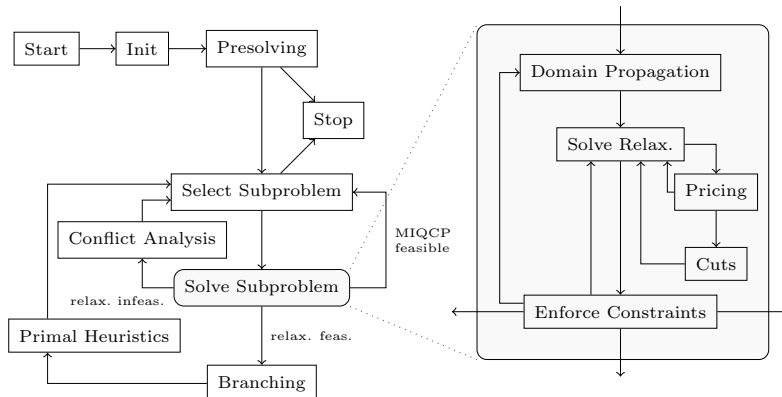 Start
Init
Presolving
Stop
Select Subproblem
Conflict Analysis
MIQCP
feasible
Solve Subproblem
relax. infeas.
Primal Heuristics
relax. feas.
Branching
Domain Propagation
Solve Relax.
Pricing
Cuts
Enforce Constraints